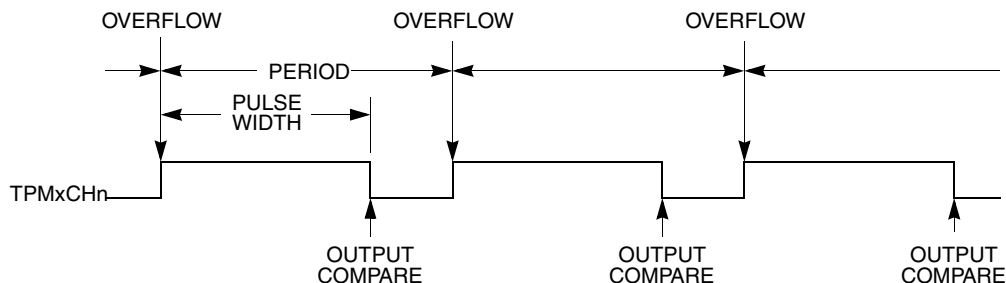 OVERFLOW OVERFLOW OVERFLOW
PERIOD
PULSE
WIDTH
TPMxCHn
OUTPUT
COMPARE
OUTPUT
COMPARE
OUTPUT
COMPARE